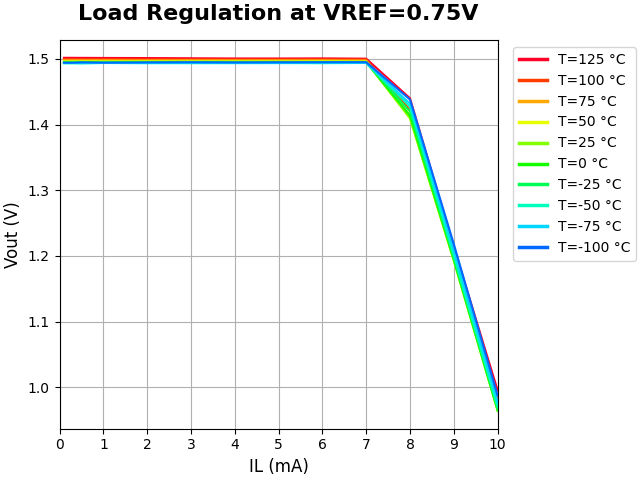 Load Regulation at VREF=0.75V
Vout (V)
1.5
1.4
1.3
1.2
1.1
1.0
0 1 2 3 4 5 6 7 8 9 10
IL (mA)
T=125 °C
T=100 °C
T=75 °C
T=50 °C
T=25 °C
T=0 °C
T=-25 °C
T=-50 °C
T=-75 °C
T=-100 °C